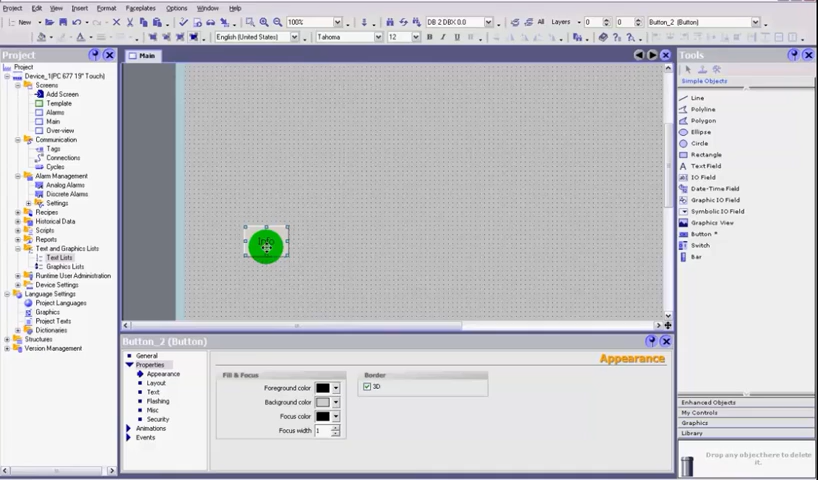 Project Edit View Insert Format Faceplates Options Window Help
New 100% DB 2 DBX 0.0 All Layers 0 0 Button_2 (Button)
English (United States) Tahoma 12
Project
Project
Device_1(PC 677 19" Touch)
Screens
Add Screen
Template
Alarms
Main
Over-view
Communication
Tags
Connections
Cycles
Alarm Management
Analog Alarms
Discrete Alarms
Settings
Recipes
Historical Data
Scripts
Reports
Text and Graphics Lists
Text Lists
Graphics Lists
Runtime User Administration
Device Settings
Language Settings
Project Languages
Graphics
Project Texts
Dictionaries
Structures
Version Management
Main
Info
Tools
Simple Objects
Line
Polyline
Polygon
Ellipse
Circle
Rectangle
Text Field
IO Field
Date-Time Field
Graphic IO Field
Symbolic IO Field
Graphics View
Button *
Switch
Bar
Enhanced Objects
My Controls
Graphics
Library
Drop any object here to delete
it.
Button_2 (Button)
General
Properties
Appearance
Layout
Text
Flashing
Misc
Security
Animations
Events
Appearance
Fill & Focus
Foreground color
Background color
Focus color
Focus width 1
Border
3D